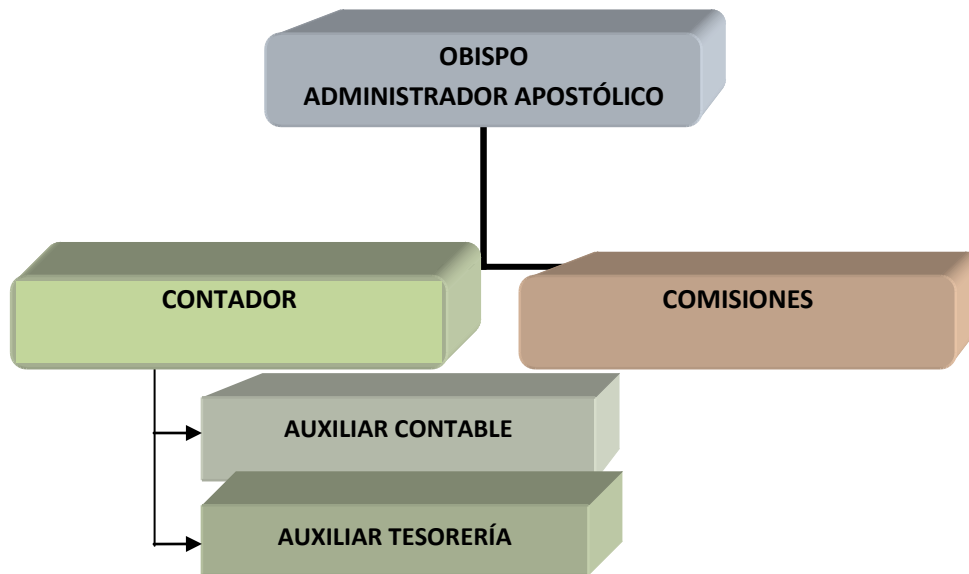 OBISPO
ADMINISTRADOR APOSTÓLICO
CONTADOR
COMISIONES
AUXILIAR CONTABLE
AUXILIAR TESORERÍA